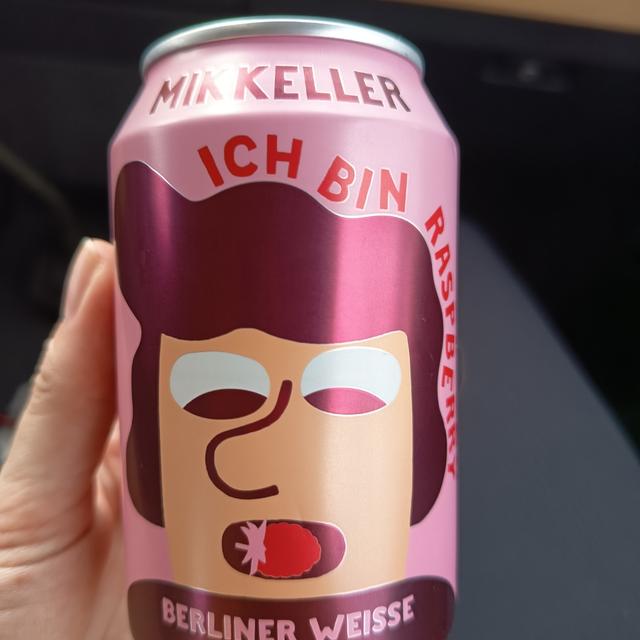 MIKKELLER
ICH BIN RASPBERRY
BERLINER WEISSE